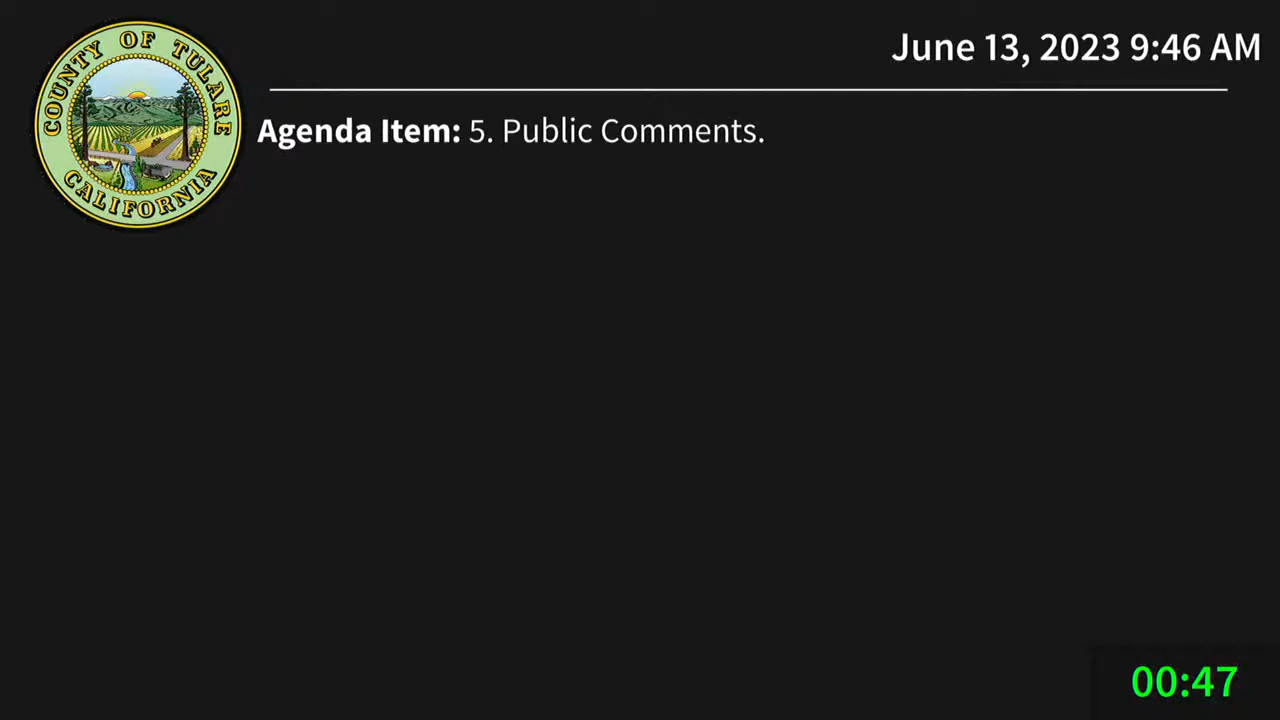 COUNTY OF TULARE
CALIFORNIA
June 13, 2023 9:46 AM
Agenda Item: 5. Public Comments.
00:47